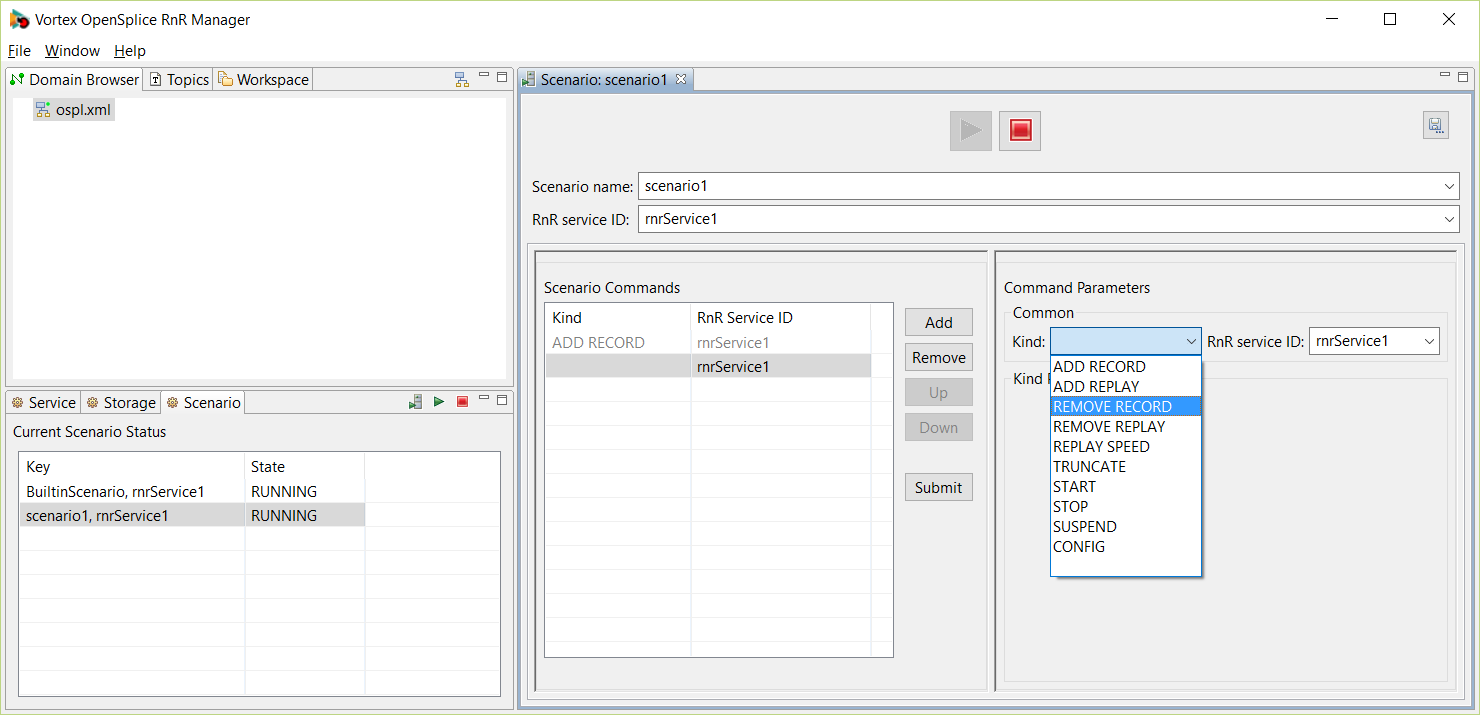 Vortex OpenSplice RnR Manager
File Window Help
Domain Browser Topics Workspace
ospl.xml
Service Storage Scenario
Current Scenario Status
Key State
BuiltinScenario, rnrService1 RUNNING
scenario1, rnrService1 RUNNING
Scenario: scenario1
Scenario name: scenario1
RnR service ID: rnrService1
Scenario Commands
Kind RnR Service ID
ADD RECORD rnrService1
rnrService1
Add
Remove
Up
Down
Submit
Command Parameters
Common
Kind: RnR service ID: rnrService1
Kind
ADD RECORD
ADD REPLAY
REMOVE RECORD
REMOVE REPLAY
REPLAY SPEED
TRUNCATE
START
STOP
SUSPEND
CONFIG